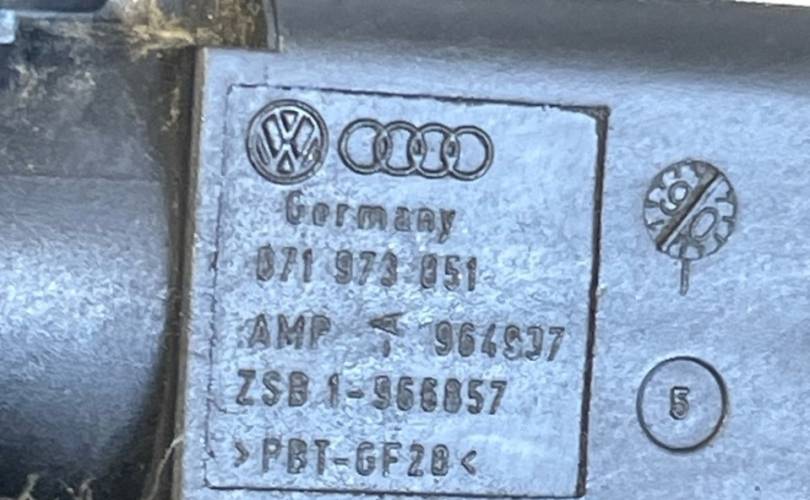 Germany
071 973 051
AMP A 964937
ZSB 1-966857
>PBT-GF20<
5